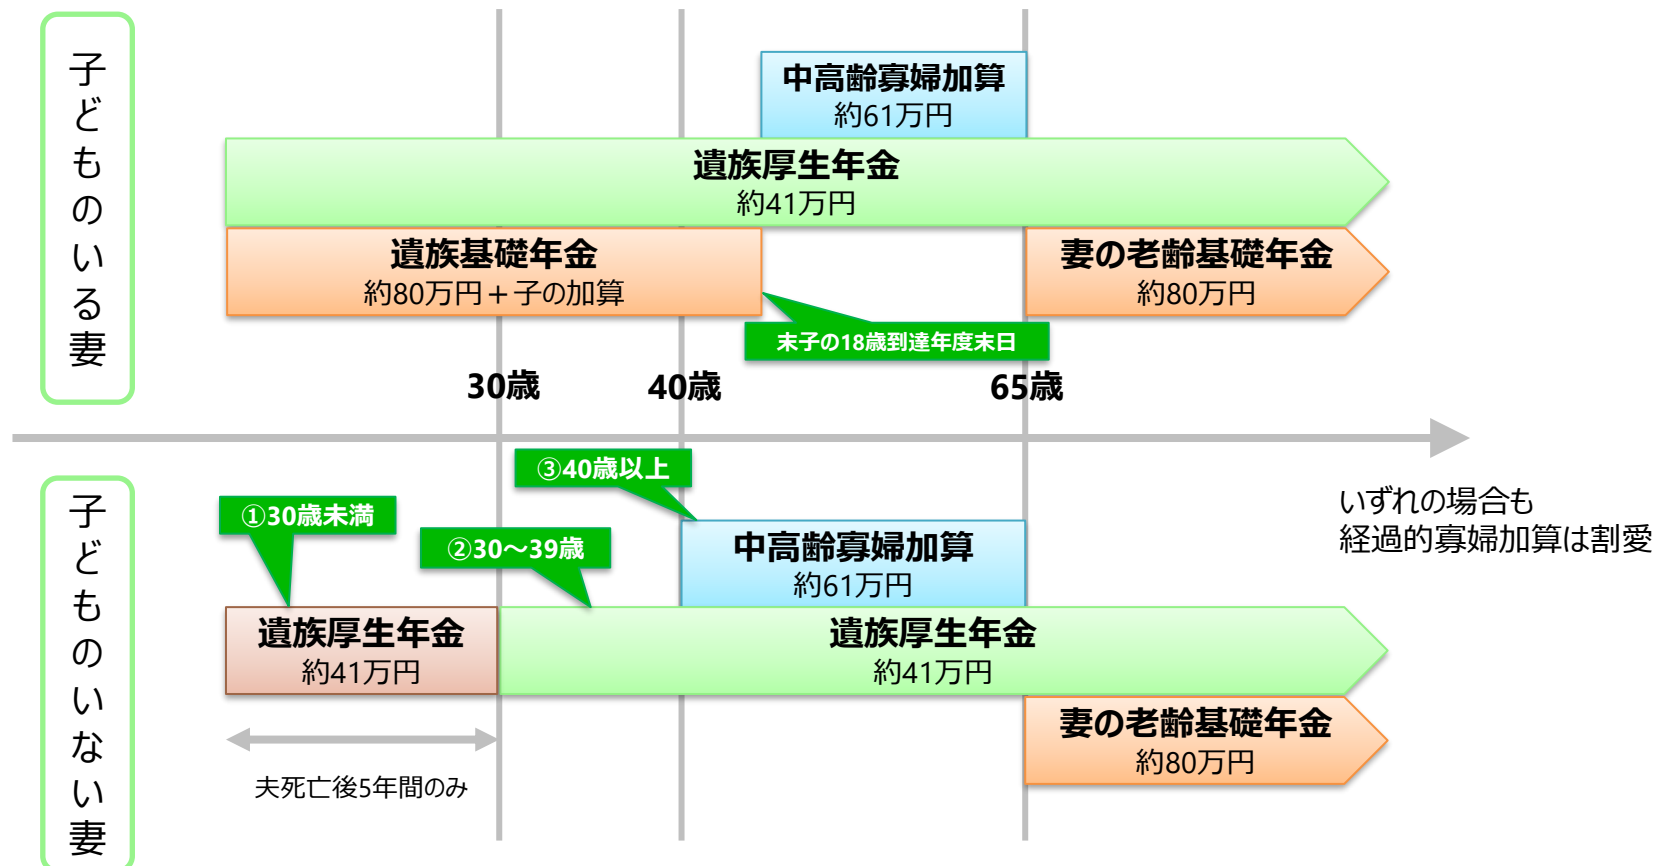 子どものいる妻
中高齢寡婦加算
約61万円
遺族厚生年金
約41万円
遺族基礎年金
約80万円＋子の加算
妻の老齢基礎年金
約80万円
末子の18歳到達年度末日
30歳
40歳
65歳
子どものいない妻
③40歳以上
①30歳未満
②30～39歳
いずれの場合も
経過的寡婦加算は割愛
中高齢寡婦加算
約61万円
遺族厚生年金
約41万円
遺族厚生年金
約41万円
妻の老齢基礎年金
約80万円
夫死亡後5年間のみ